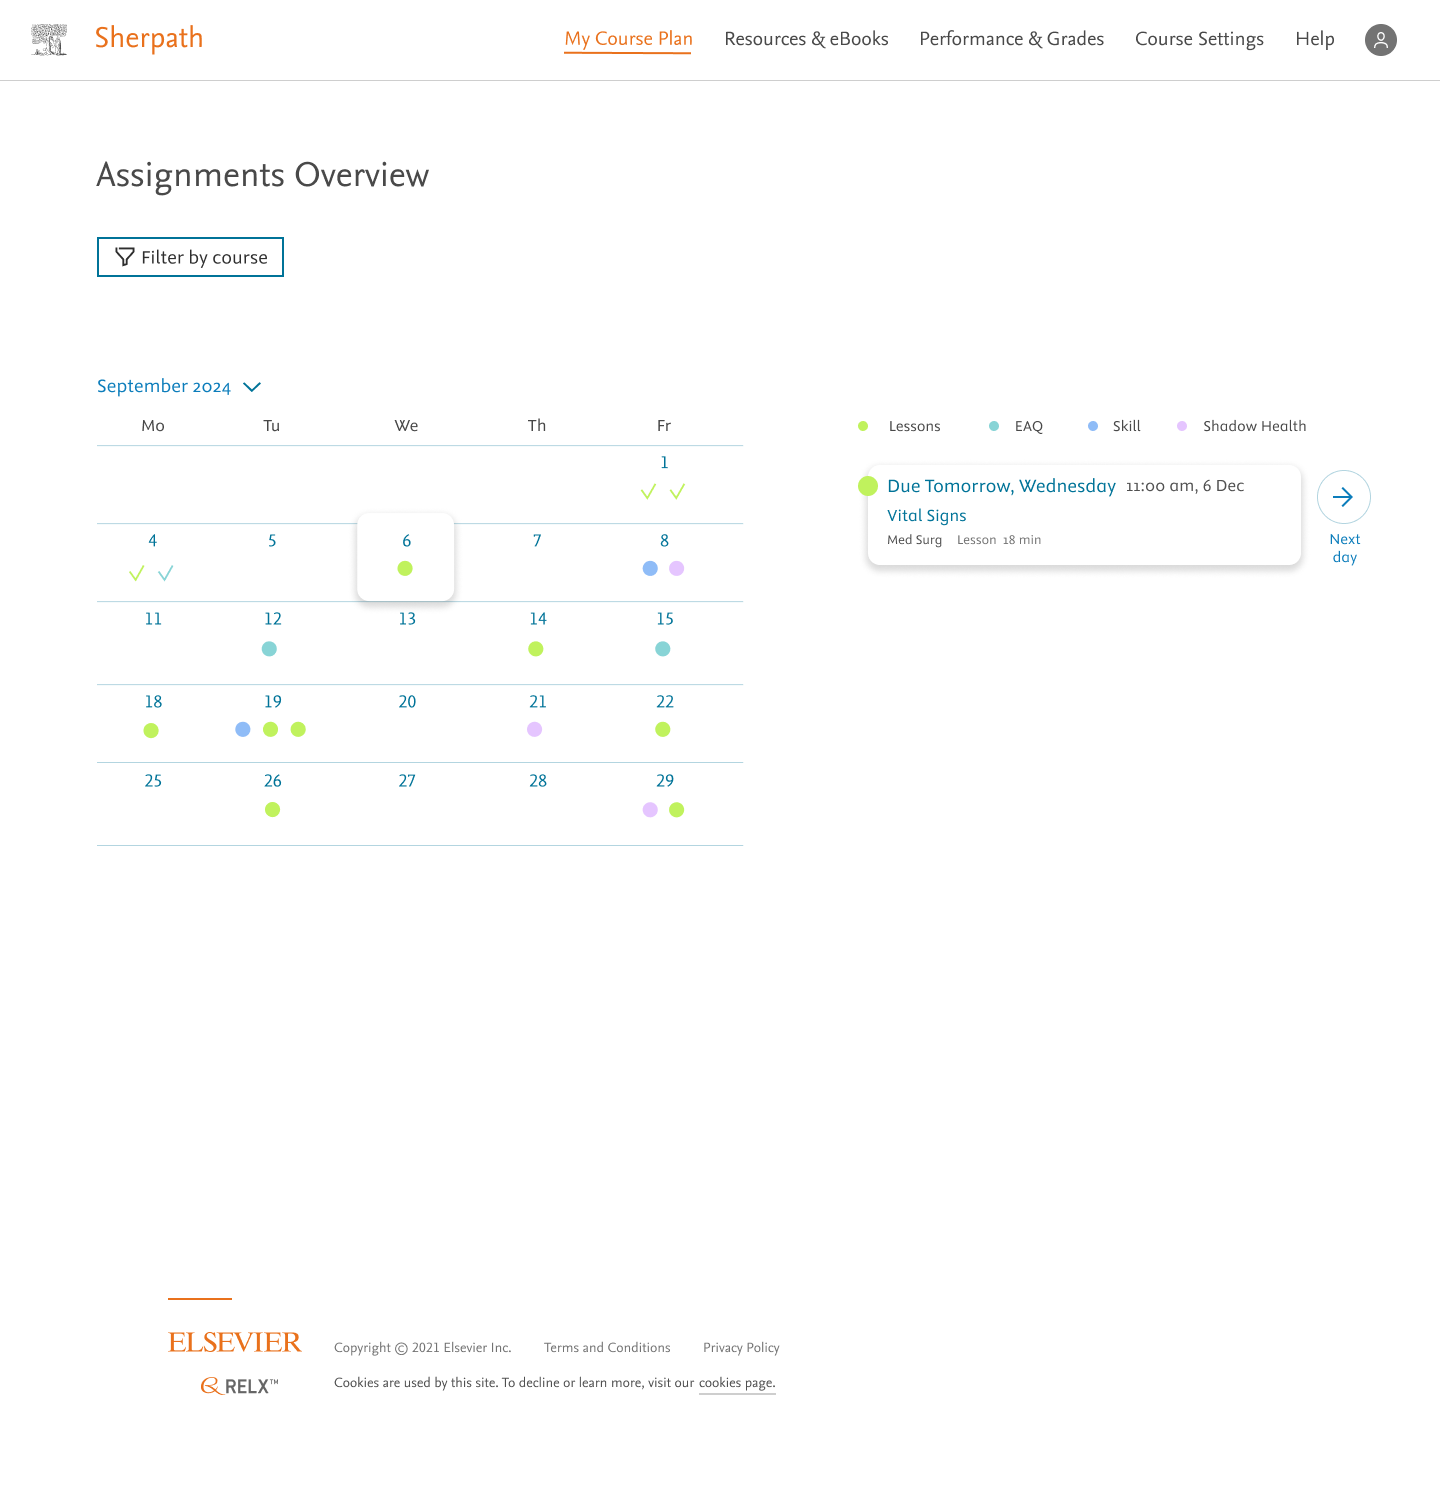 Sherpath
My Course Plan Resources & eBooks Performance & Grades Course Settings Help
Assignments Overview
Filter by course
September 2024
Mo Tu We Th Fr
1
4 5 6 7 8
11 12 13 14 15
18 19 20 21 22
25 26 27 28 29
Lessons EAQ Skill Shadow Health
Due Tomorrow, Wednesday 11:00 am, 6 Dec
Vital Signs
Med Surg Lesson 18 min
Next
day
ELSEVIER
RELX™
Copyright © 2021 Elsevier Inc. Terms and Conditions Privacy Policy
Cookies are used by this site. To decline or learn more, visit our cookies page.